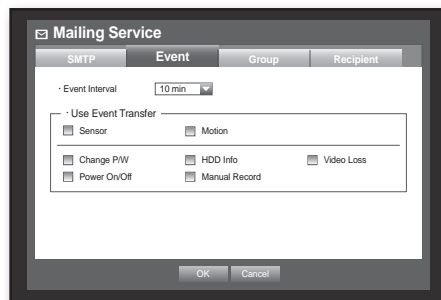 Mailing Service
SMTP Event Group Recipient
· Event Interval 10 min
· Use Event Transfer
Sensor Motion
Change P/W HDD Info Video Loss
Power On/Off Manual Record
OK Cancel